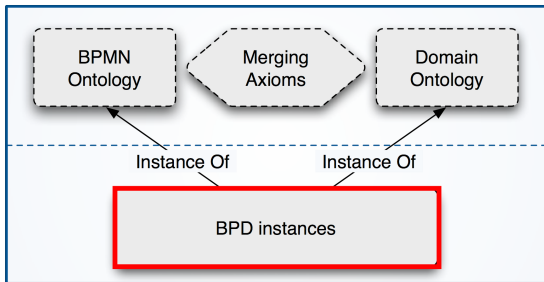 BPMN
Ontology
Merging
Axioms
Domain
Ontology
Instance Of
Instance Of
BPD instances